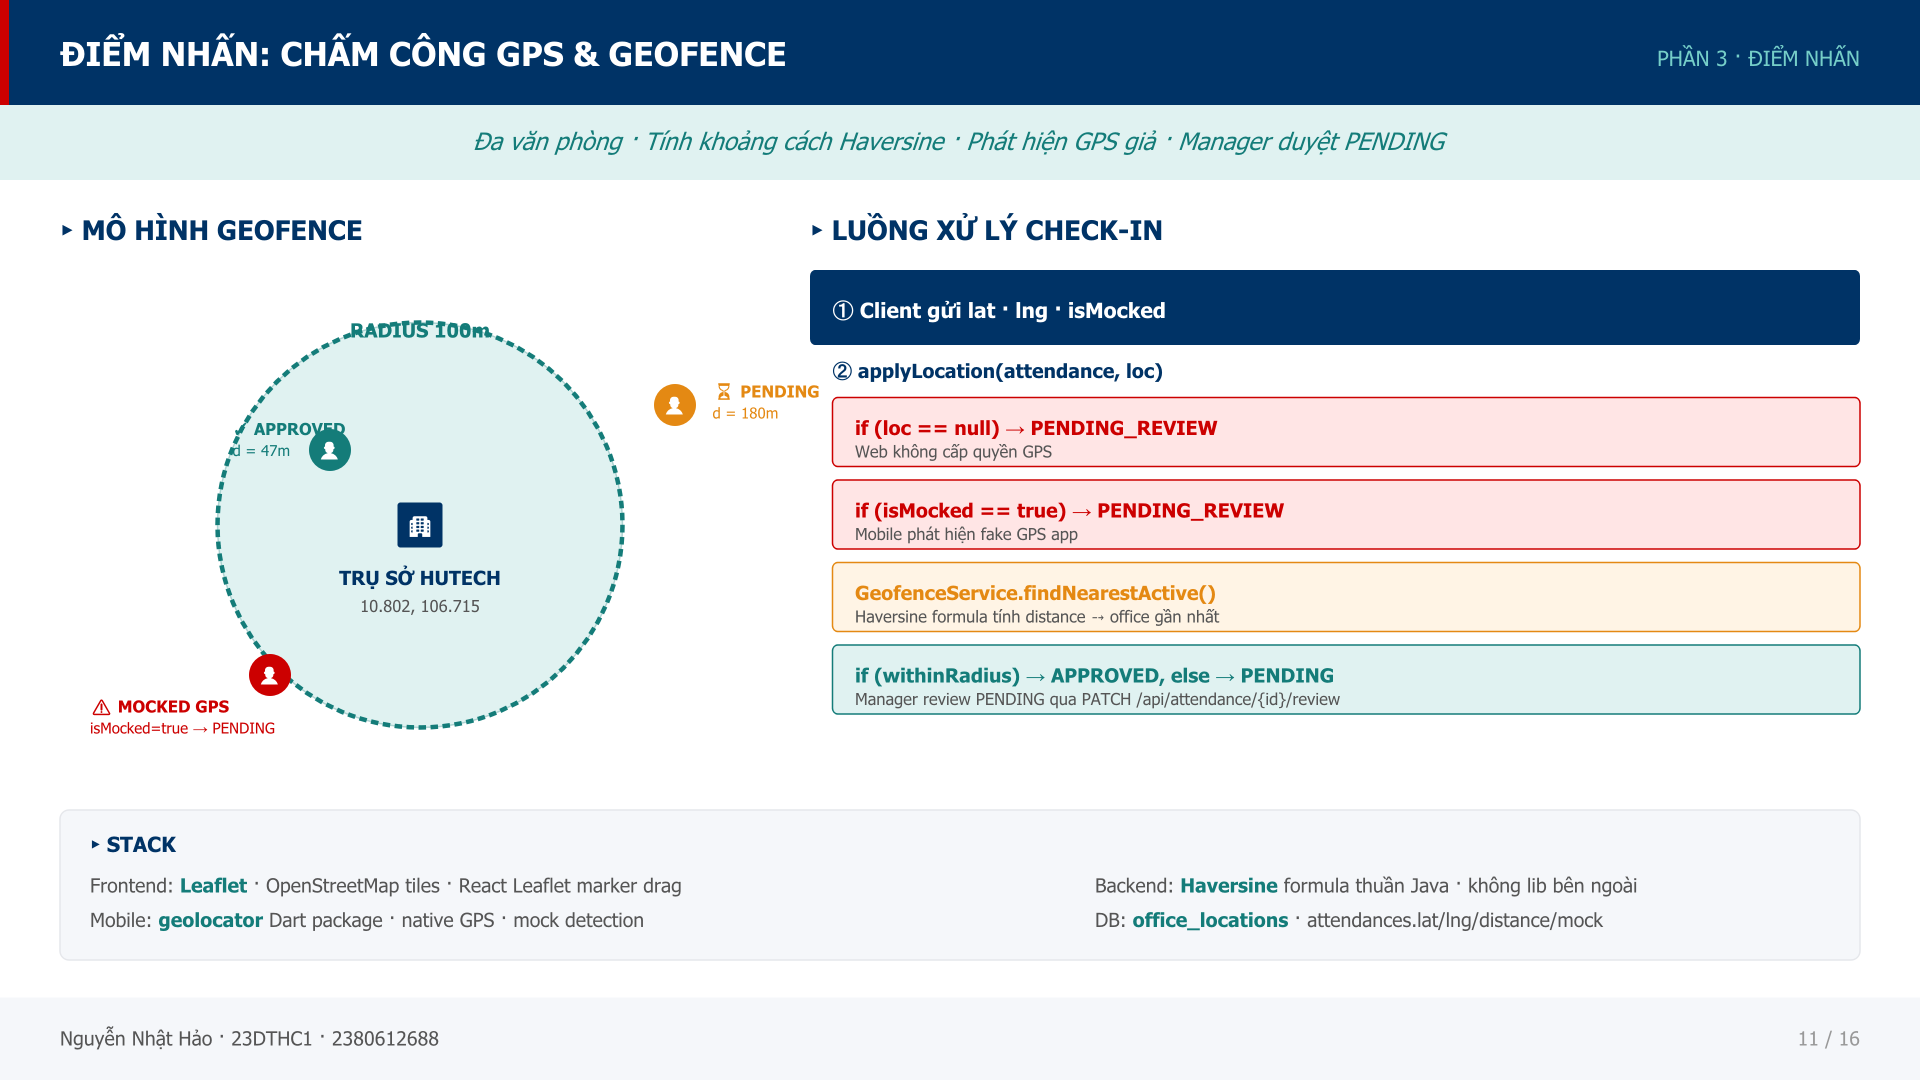 ĐIỂM NHẤN: CHẤM CÔNG GPS & GEOFENCE
PHẦN 3 · ĐIỂM NHẤN
Đa văn phòng · Tính khoảng cách Haversine · Phát hiện GPS giả · Manager duyệt PENDING
▸ MÔ HÌNH GEOFENCE
RADIUS 100m
⏳ PENDING
d = 180m
✓ APPROVED
d = 47m
TRỤ SỞ HUTECH
10.802, 106.715
⚠ MOCKED GPS
isMocked=true → PENDING
▸ LUỒNG XỬ LÝ CHECK-IN
① Client gửi lat · lng · isMocked
② applyLocation(attendance, loc)
if (loc == null) → PENDING_REVIEW
Web không cấp quyền GPS
if (isMocked == true) → PENDING_REVIEW
Mobile phát hiện fake GPS app
GeofenceService.findNearestActive()
Haversine formula tính distance → office gần nhất
if (withinRadius) → APPROVED, else → PENDING
Manager review PENDING qua PATCH /api/attendance/{id}/review
▸ STACK
Frontend: Leaflet · OpenStreetMap tiles · React Leaflet marker drag
Mobile: geolocator Dart package · native GPS · mock detection
Backend: Haversine formula thuần Java · không lib bên ngoài
DB: office_locations · attendances.lat/lng/distance/mock
Nguyễn Nhật Hảo · 23DTHC1 · 2380612688
11 / 16